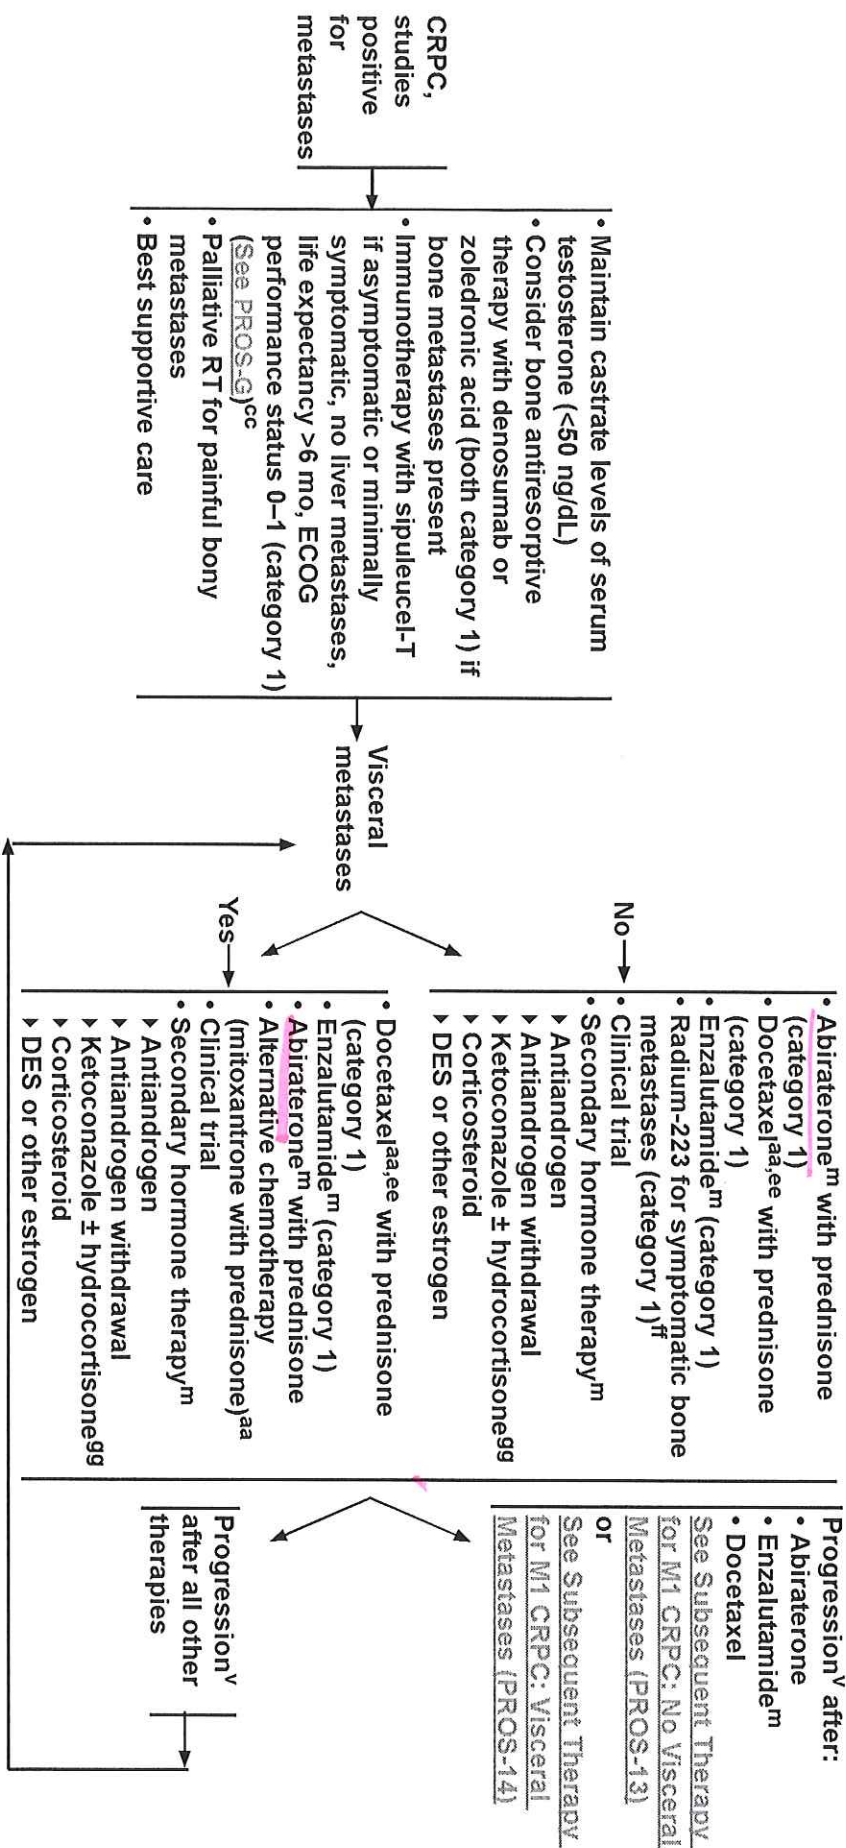 CRPC,
studies
positive
for
metastases
• Maintain castrate levels of serum
testosterone (<50 ng/dL)
• Consider bone antiresorptive
therapy with denosumab or
zoledronic acid (both category 1) if
bone metastases present
• Immunotherapy with sipuleucel-T
if asymptomatic or minimally
symptomatic, no liver metastases,
life expectancy >6 mo, ECOG
performance status 0–1 (category 1)
(See PROS-G)cc
• Palliative RT for painful bony
metastases
• Best supportive care
Visceral
metastases
No
• Abirateronem with prednisone
(category 1)
• Docetaxelaa,ee with prednisone
(category 1)
• Enzalutamidem (category 1)
• Radium-223 for symptomatic bone
metastases (category 1)ff
• Clinical trial
• Secondary hormone therapym
▸ Antiandrogen
▸ Antiandrogen withdrawal
▸ Ketoconazole ± hydrocortisonegg
▸ Corticosteroid
▸ DES or other estrogen
Yes
• Docetaxelaa,ee with prednisone
(category 1)
• Enzalutamidem (category 1)
• Abirateronem with prednisone
• Alternative chemotherapy
(mitoxantrone with prednisone)aa
• Clinical trial
• Secondary hormone therapym
▸ Antiandrogen
▸ Antiandrogen withdrawal
▸ Ketoconazole ± hydrocortisonegg
▸ Corticosteroid
▸ DES or other estrogen
Progressionv after:
• Abiraterone
• Enzalutamidem
• Docetaxel
See Subsequent Therapy
for M1 CRPC: No Visceral
Metastases (PROS-13)
or
See Subsequent Therapy
for M1 CRPC: Visceral
Metastases (PROS-14)
Progressionv
after all other
therapies